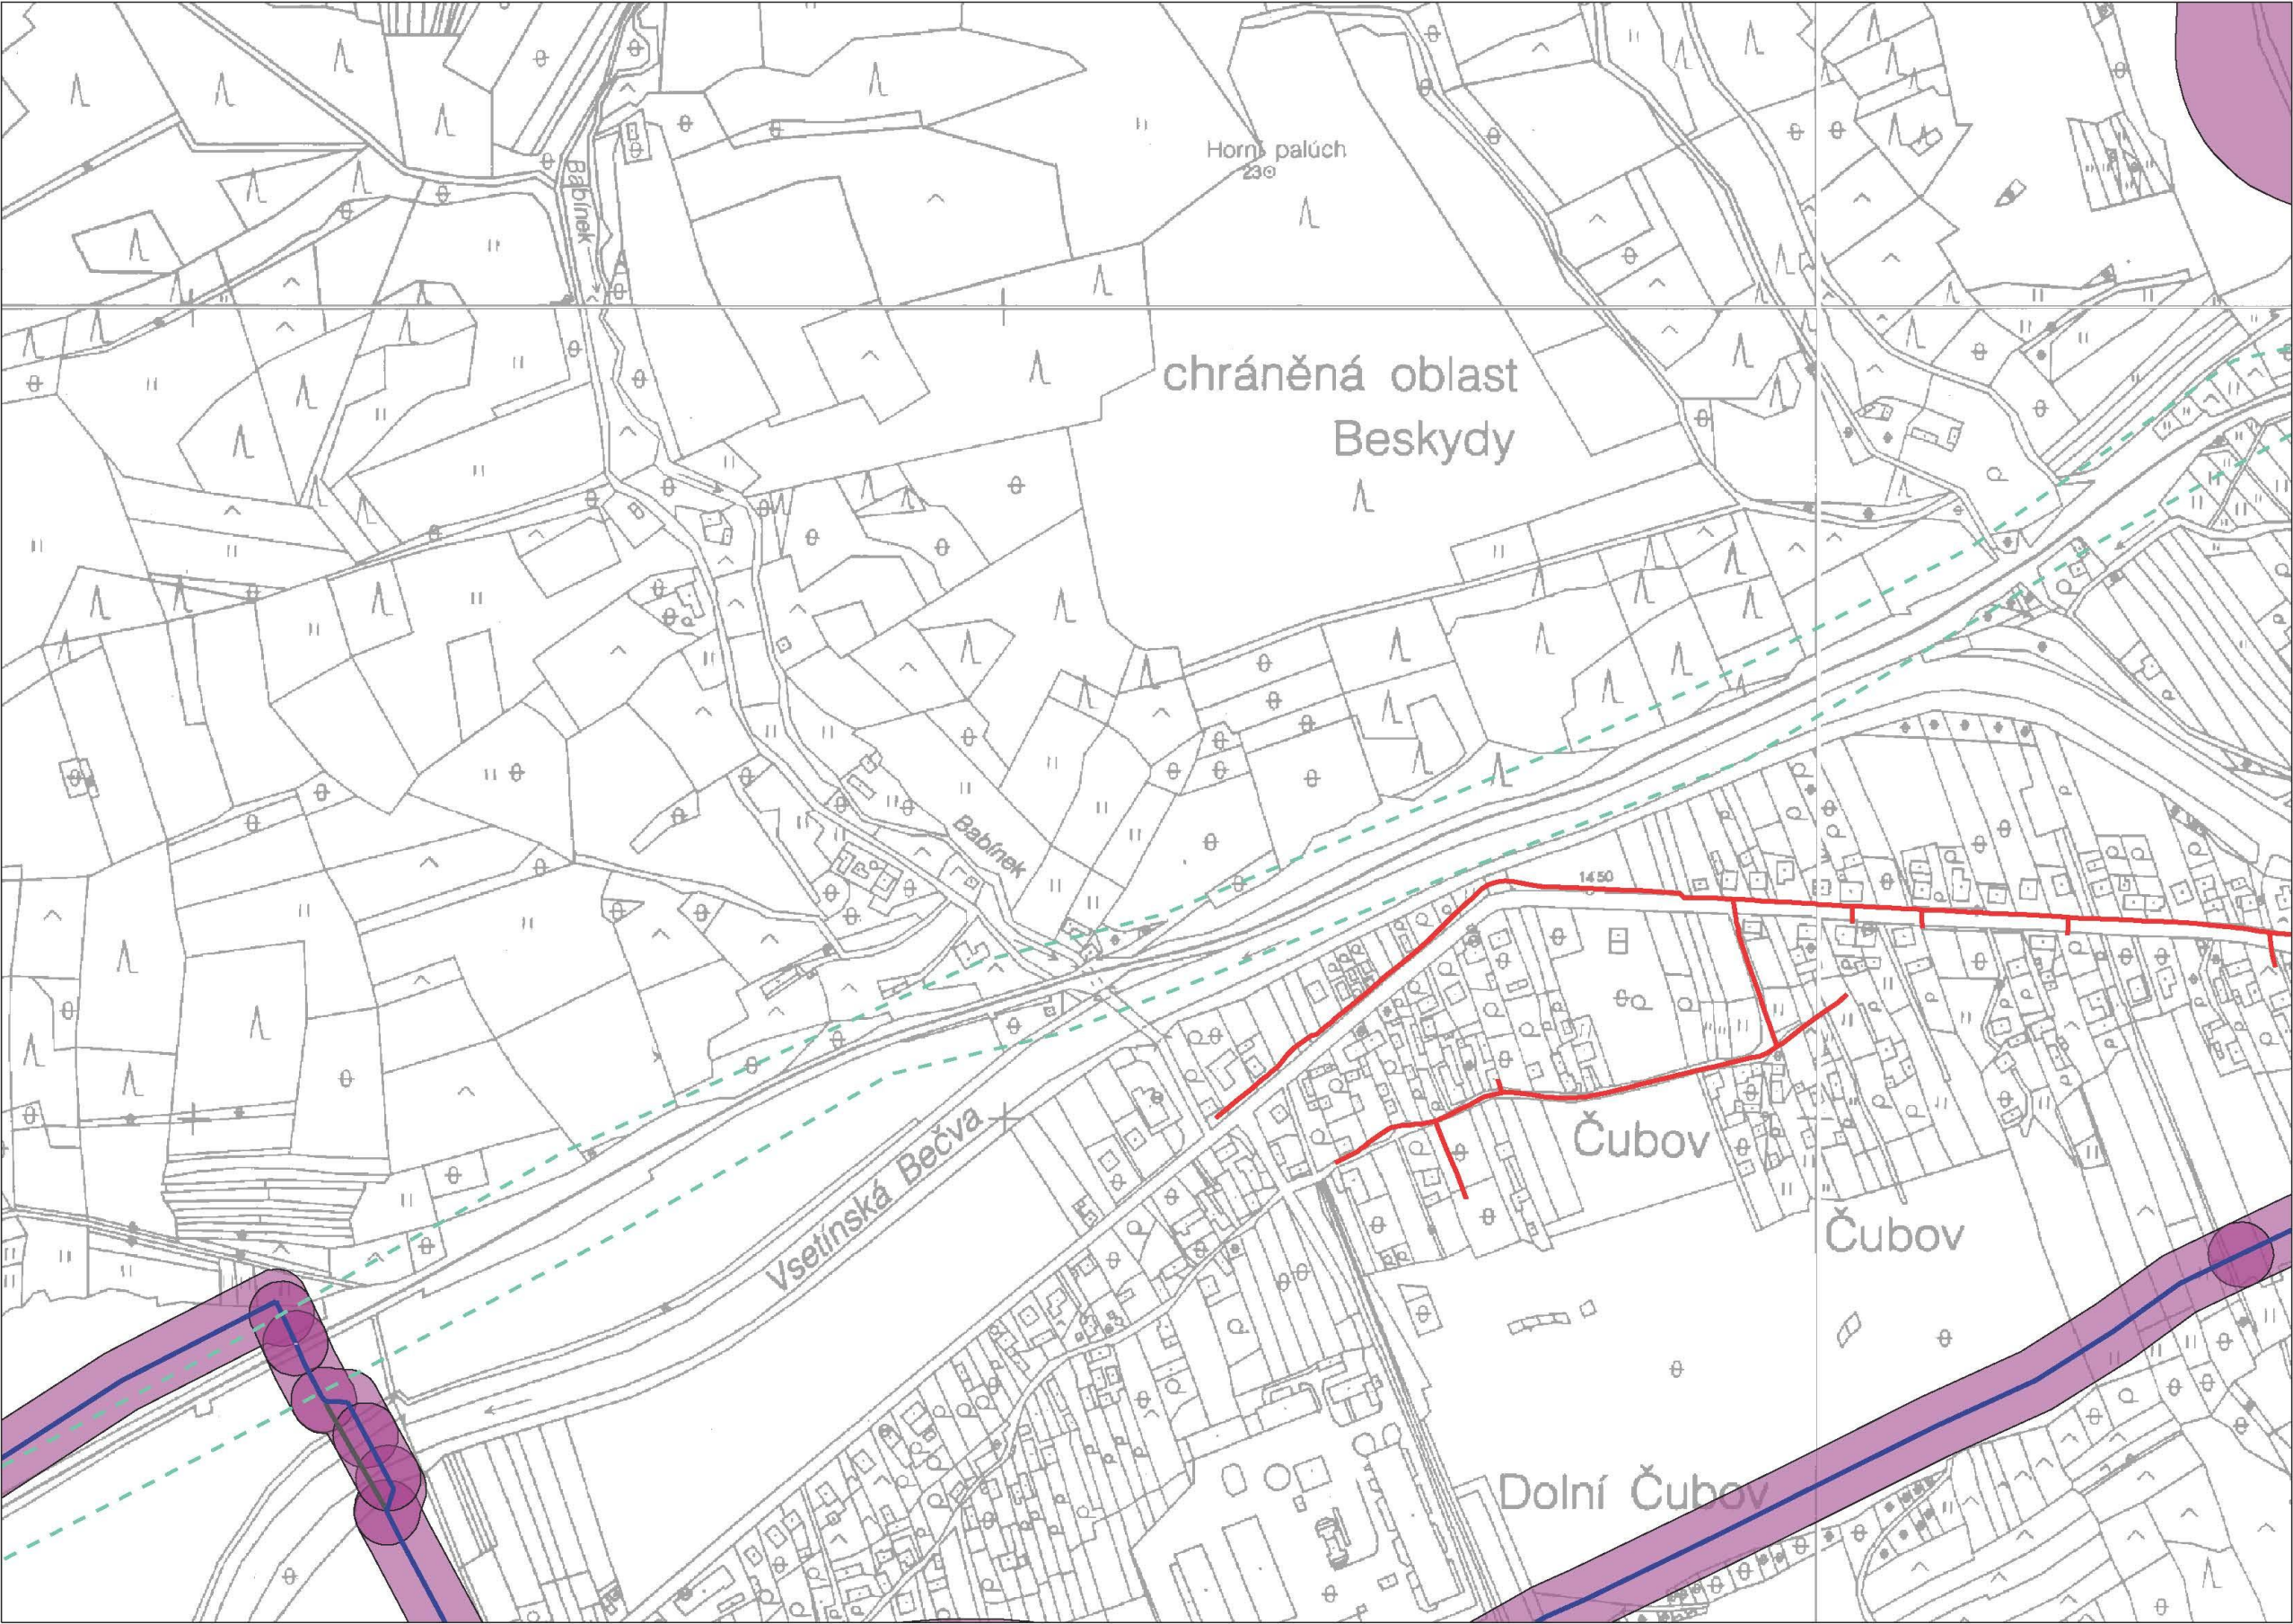 Horní palúch
23
Babínek
chráněná oblast
Beskydy
Babínek
1450
Vsetínská Bečva
Čubov
Čubov
Dolní Čubov